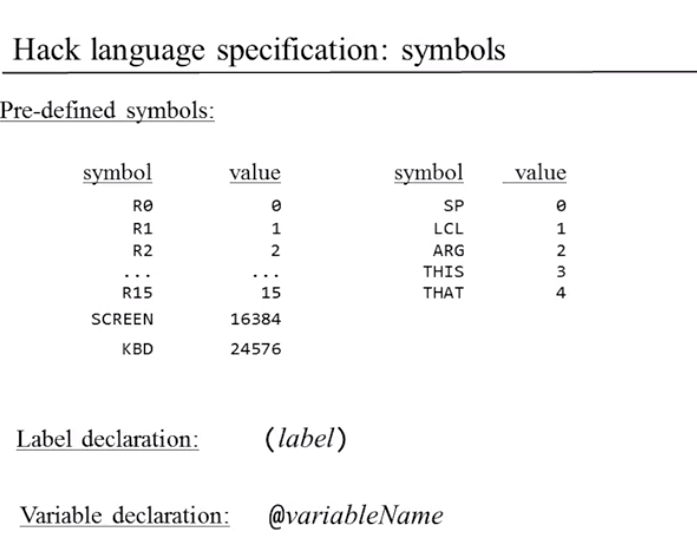 Hack language specification: symbols
Pre-defined symbols:
symbol value symbol value
R0 0 SP 0
R1 1 LCL 1
R2 2 ARG 2
... ... THIS 3
R15 15 THAT 4
SCREEN 16384
KBD 24576
Label declaration: (label)
Variable declaration: @variableName